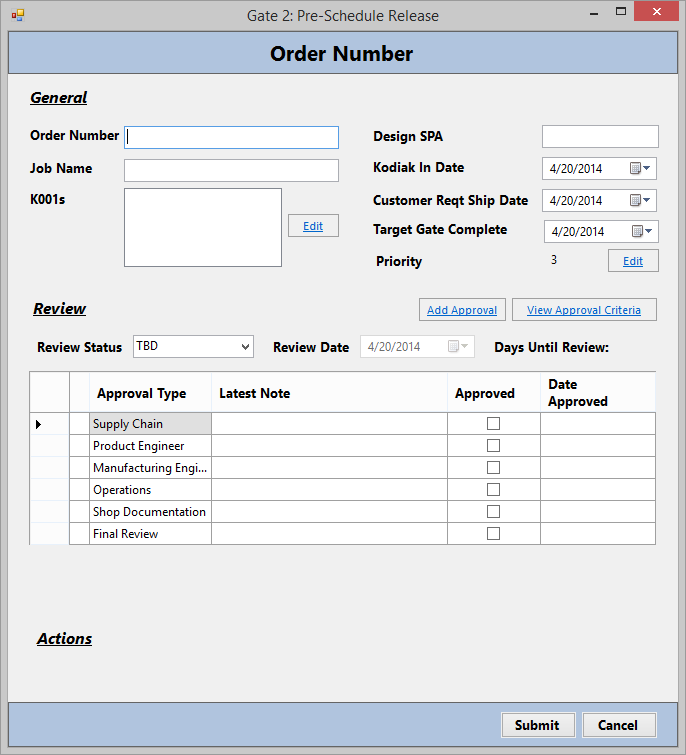 Gate 2: Pre-Schedule Release
Order Number
General
Order Number
Design SPA
Job Name
Kodiak In Date
4/20/2014
K001s
Edit
Customer Reqt Ship Date
4/20/2014
Target Gate Complete
4/20/2014
Priority
3
Edit
Review
Add Approval
View Approval Criteria
Review Status
TBD
Review Date
4/20/2014
Days Until Review:
Approval Type
Latest Note
Approved
Date
Approved
Supply Chain
Product Engineer
Manufacturing Engi...
Operations
Shop Documentation
Final Review
Actions
Submit
Cancel